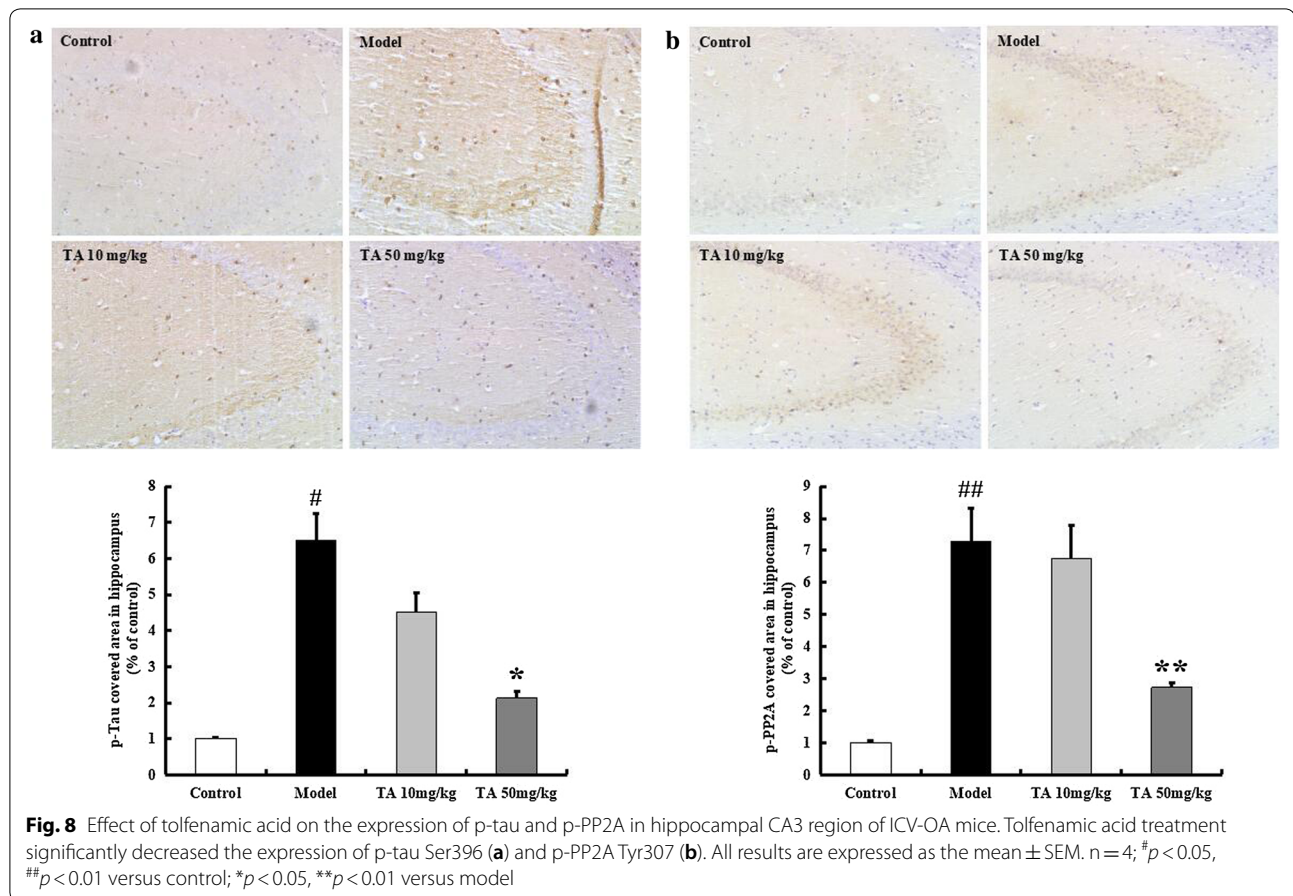 a
Control
Model
TA 10 mg/kg
TA 50 mg/kg
p-Tau covered area in hippocampus
(% of control)
8
7
6
5
4
3
2
1
0
#
*
Control Model TA 10mg/kg TA 50mg/kg
b
Control
Model
TA 10 mg/kg
TA 50 mg/kg
p-PP2A covered area in hippocampus
(% of control)
9
8
7
6
5
4
3
2
1
0
##
**
Control Model TA 10mg/kg TA 50mg/kg
Fig. 8 Effect of tolfenamic acid on the expression of p-tau and p-PP2A in hippocampal CA3 region of ICV-OA mice. Tolfenamic acid treatment
significantly decreased the expression of p-tau Ser396 (a) and p-PP2A Tyr307 (b). All results are expressed as the mean ± SEM. n = 4; #p < 0.05,
##p < 0.01 versus control; *p < 0.05, **p < 0.01 versus model